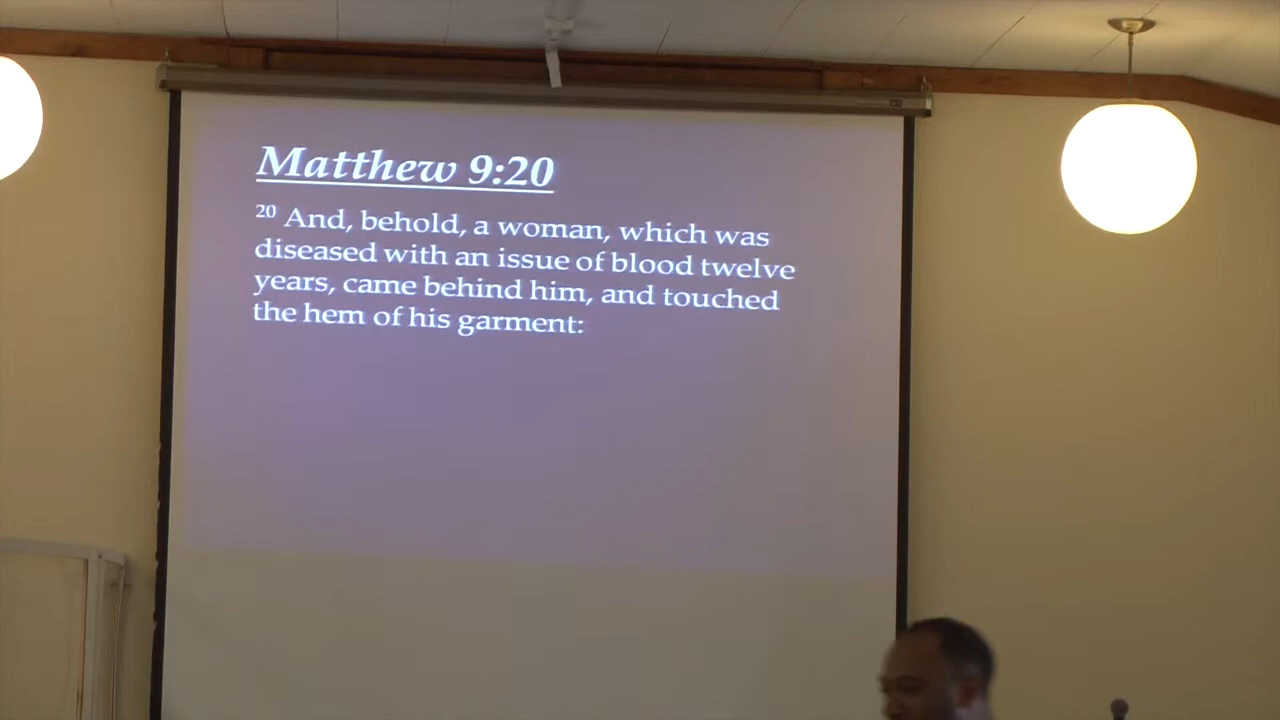 Matthew 9:20
20 And, behold, a woman, which was
diseased with an issue of blood twelve
years, came behind him, and touched
the hem of his garment: